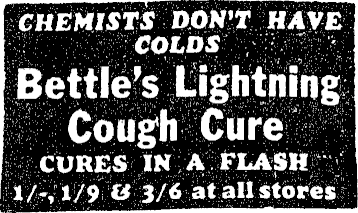 CHEMISTS DON'T HAVE
COLDS
Bettle's Lightning
Cough Cure
CURES IN A FLASH
1/-, 1/9 & 3/6 at all stores